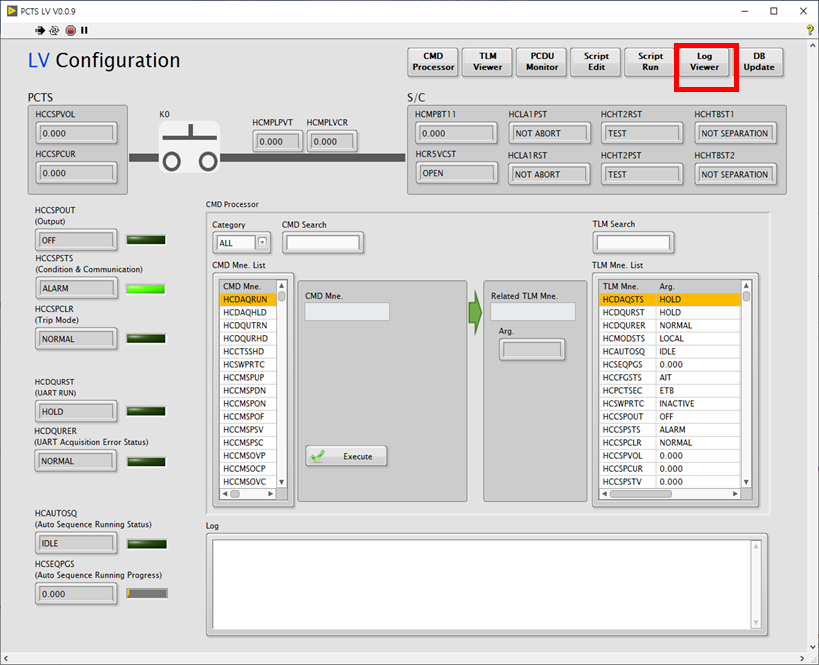 PCTS LV V0.0.9
?
LV Configuration
CMD Processor
TLM Viewer
PCDU Monitor
Script Edit
Script Run
Log Viewer
DB Update
PCTS
HCCSPVOL
0.000
HCCSPCUR
0.000
K0
HCMPLPVT
0.000
HCMPLVCR
0.000
S/C
HCMPBT11
0.000
HCR5VCST
OPEN
HCLA1PST
NOT ABORT
HCLA1RST
NOT ABORT
HCHT2RST
TEST
HCHT2PST
TEST
HCHTBST1
NOT SEPARATION
HCHTBST2
NOT SEPARATION
HCCSPOUT
(Output)
OFF
HCCSPSTS
(Condition & Communication)
ALARM
HCCSPCLR
(Trip Mode)
NORMAL
HCDQURST
(UART RUN)
HOLD
HCDQURER
(UART Acquisition Error Status)
NORMAL
HCAUTOSQ
(Auto Sequence Running Status)
IDLE
HCSEQPGS
(Auto Sequence Running Progress)
0.000
CMD Processor
Category
ALL
CMD Search
CMD Mne. List
CMD Mne.
HCDAQRUN
HCDAQHLD
HCDQUTRN
HCDQURHD
HCCTSSHD
HCSWPRTC
HCCMSPUP
HCCMSPDN
HCCMSPON
HCCMSPOF
HCCMSPSV
HCCMSPSC
HCCMSOVP
HCCMSOCP
HCCMSOVC
CMD Mne.
Execute
Related TLM Mne.
Arg.
TLM Search
TLM Mne. List
TLM Mne. Arg.
HCDAQSTS HOLD
HCDQURST HOLD
HCDQURER NORMAL
HCMODSTS LOCAL
HCAUTOSQ IDLE
HCSEQPGS 0.000
HCCFGSTS AIT
HCPCTSEC ETB
HCSWPRTC INACTIVE
HCCSPOUT OFF
HCCSPSTS ALARM
HCCSPCLR NORMAL
HCCSPVOL 0.000
HCCSPCUR 0.000
HCCSPSTV 0.000
Log